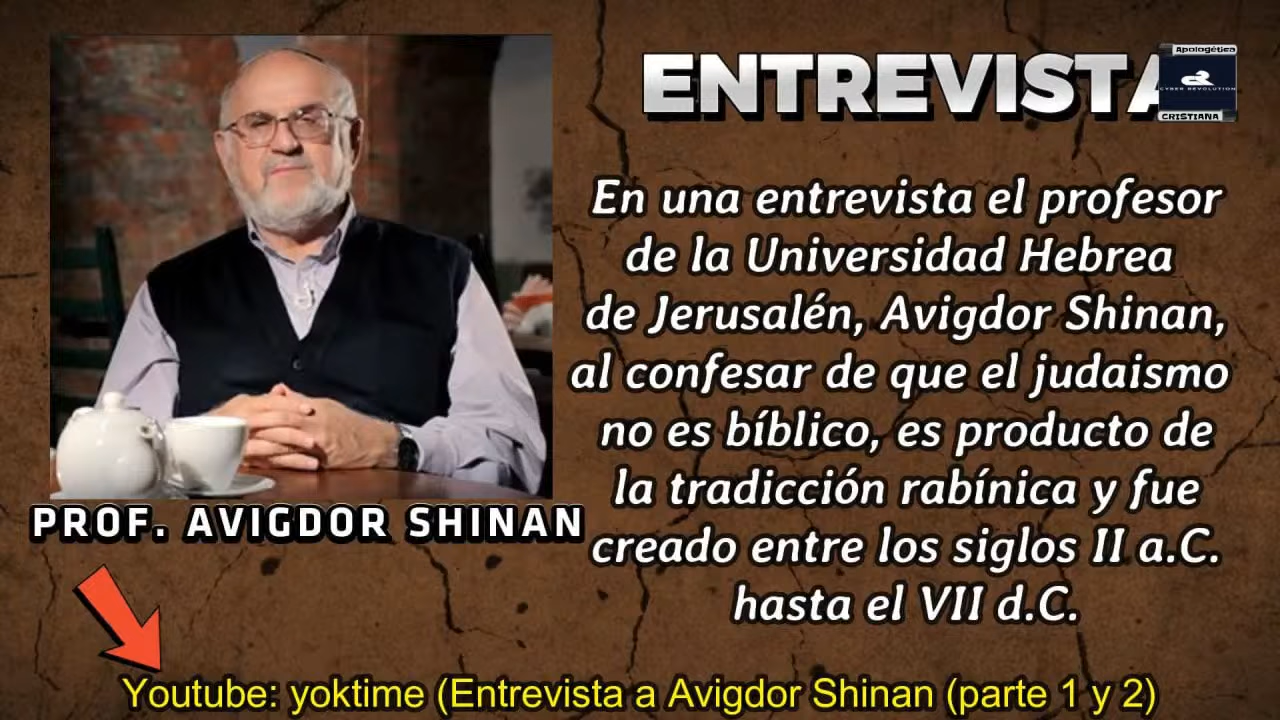 ENTREVISTA
Apologética
CYBER REVOLUTION
CRISTIANA
En una entrevista el profesor
de la Universidad Hebrea
de Jerusalén, Avigdor Shinan,
al confesar de que el judaismo
no es bíblico, es producto de
la tradicción rabínica y fue
creado entre los siglos II a.C.
hasta el VII d.C.
PROF. AVIGDOR SHINAN
Youtube: yoktime (Entrevista a Avigdor Shinan (parte 1 y 2)